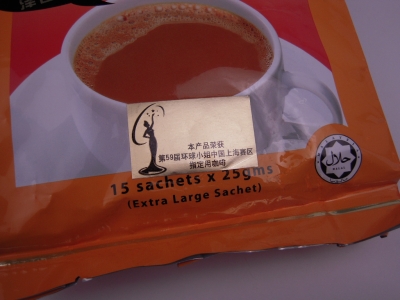 本产品荣获
第59届环球小姐中国上海赛区
指定用咖啡
15 sachets x 25gms
(Extra Large Sachet)
حلال